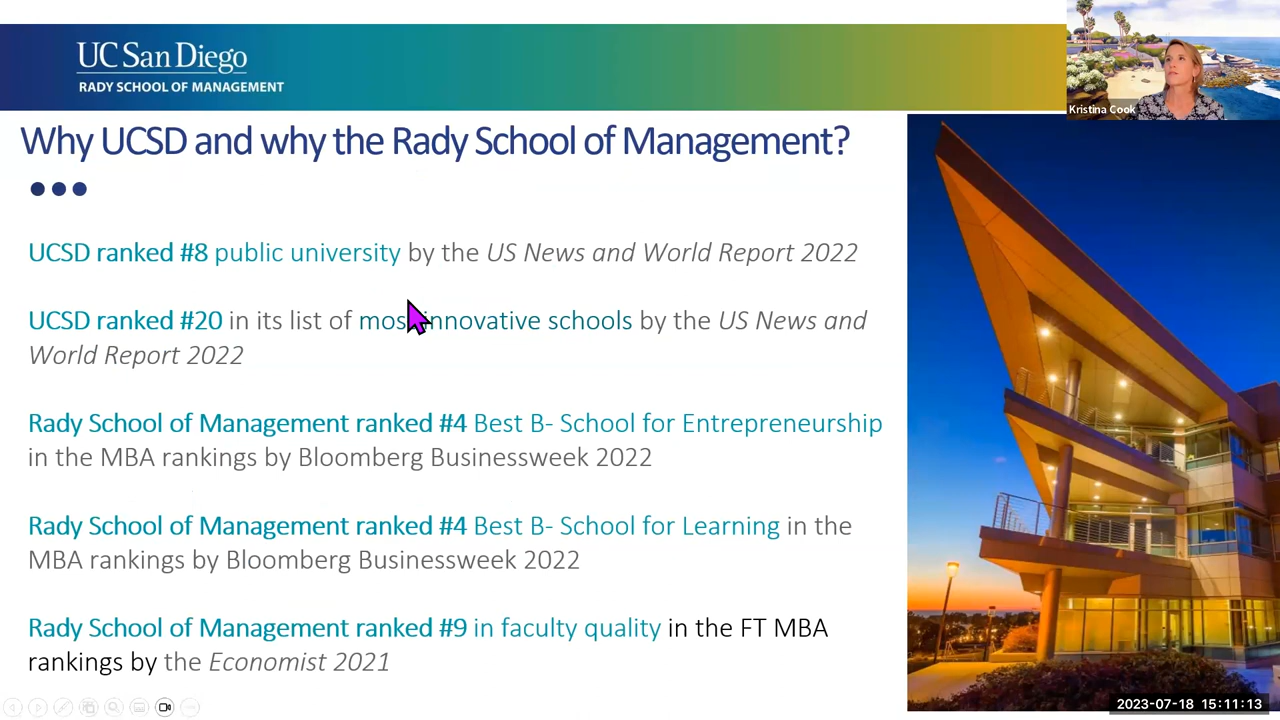 UC San Diego
RADY SCHOOL OF MANAGEMENT
Kristina Cook
Why UCSD and why the Rady School of Management?
UCSD ranked #8 public university by the US News and World Report 2022
UCSD ranked #20 in its list of most innovative schools by the US News and
World Report 2022
Rady School of Management ranked #4 Best B- School for Entrepreneurship
in the MBA rankings by Bloomberg Businessweek 2022
Rady School of Management ranked #4 Best B- School for Learning in the
MBA rankings by Bloomberg Businessweek 2022
Rady School of Management ranked #9 in faculty quality in the FT MBA
rankings by the Economist 2021
2023-07-18 15:11:13